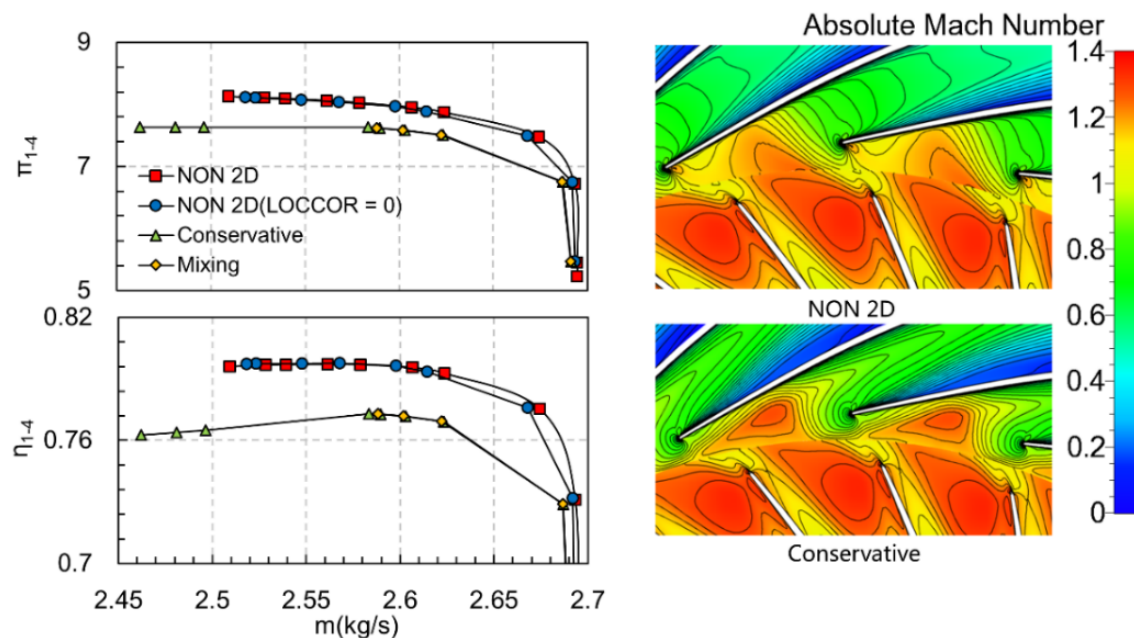 9
7
5
π1-4
NON 2D
NON 2D(LOCCOR = 0)
Conservative
Mixing
0.82
0.76
0.7
η1-4
2.45
2.5
2.55
2.6
2.65
2.7
m(kg/s)
Absolute Mach Number
1.4
1.2
1
0.8
0.6
0.4
0.2
0
NON 2D
Conservative